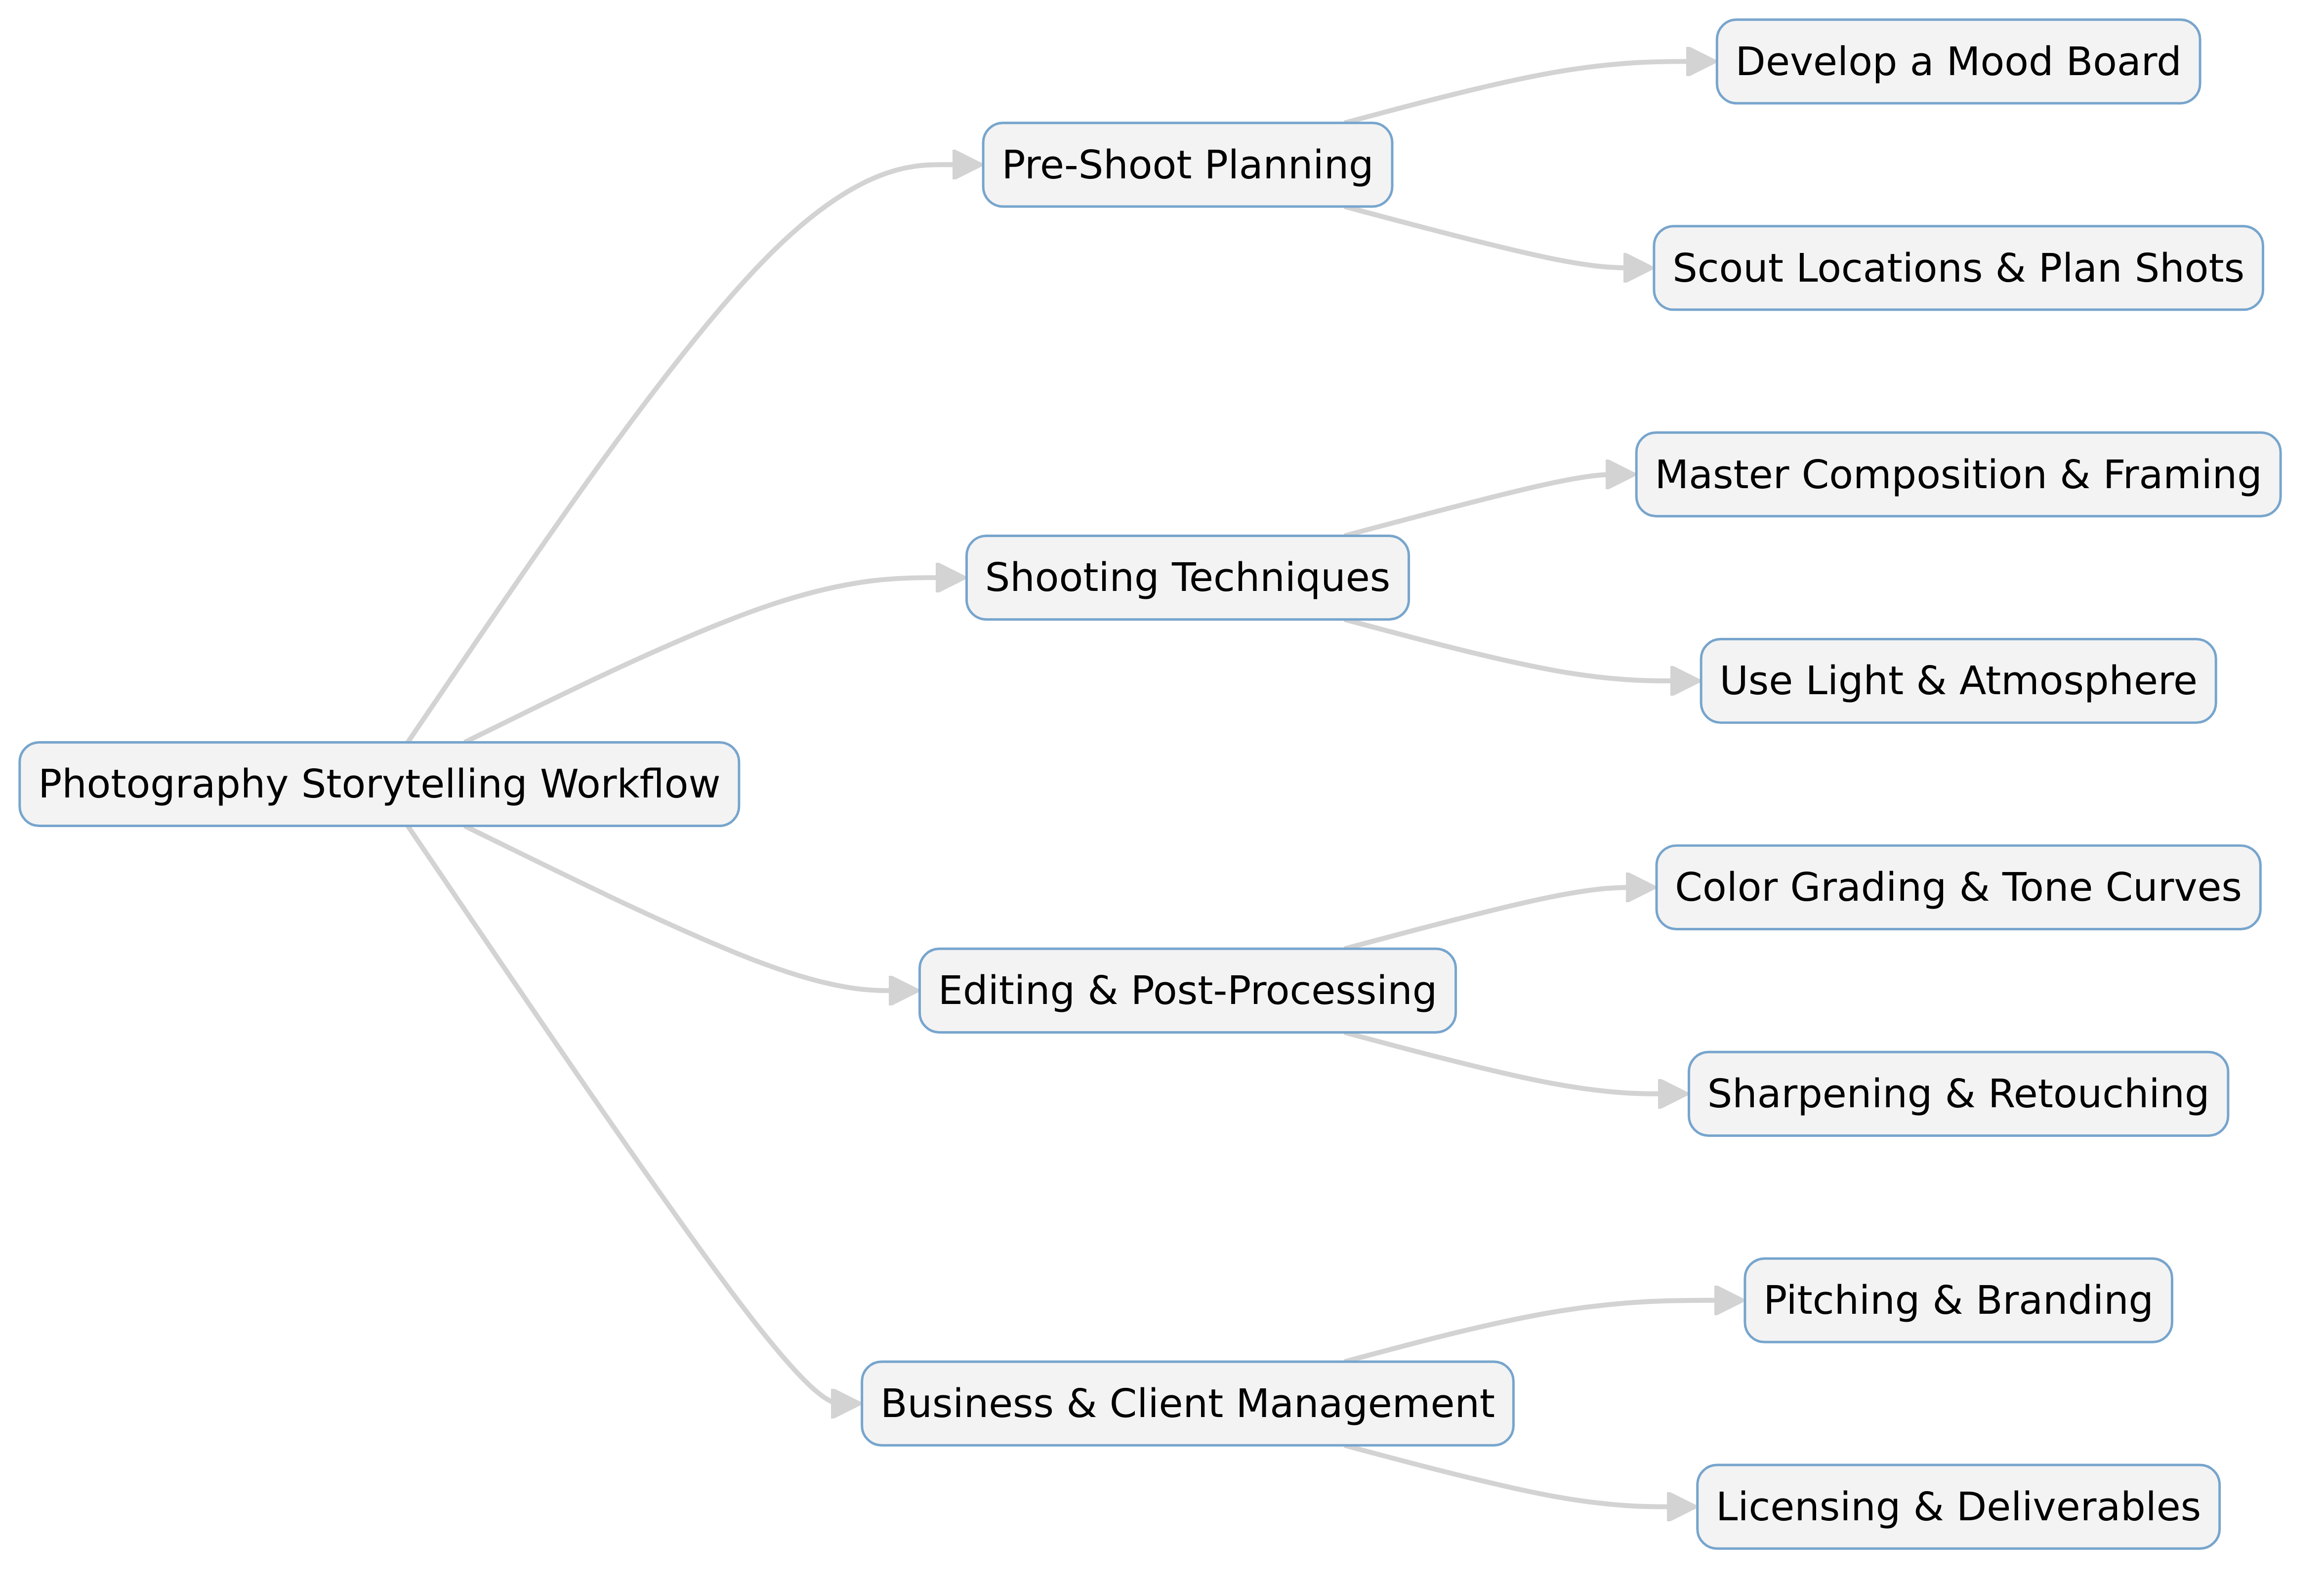 Photography Storytelling Workflow
Pre-Shoot Planning
Develop a Mood Board
Scout Locations & Plan Shots
Shooting Techniques
Master Composition & Framing
Use Light & Atmosphere
Editing & Post-Processing
Color Grading & Tone Curves
Sharpening & Retouching
Business & Client Management
Pitching & Branding
Licensing & Deliverables